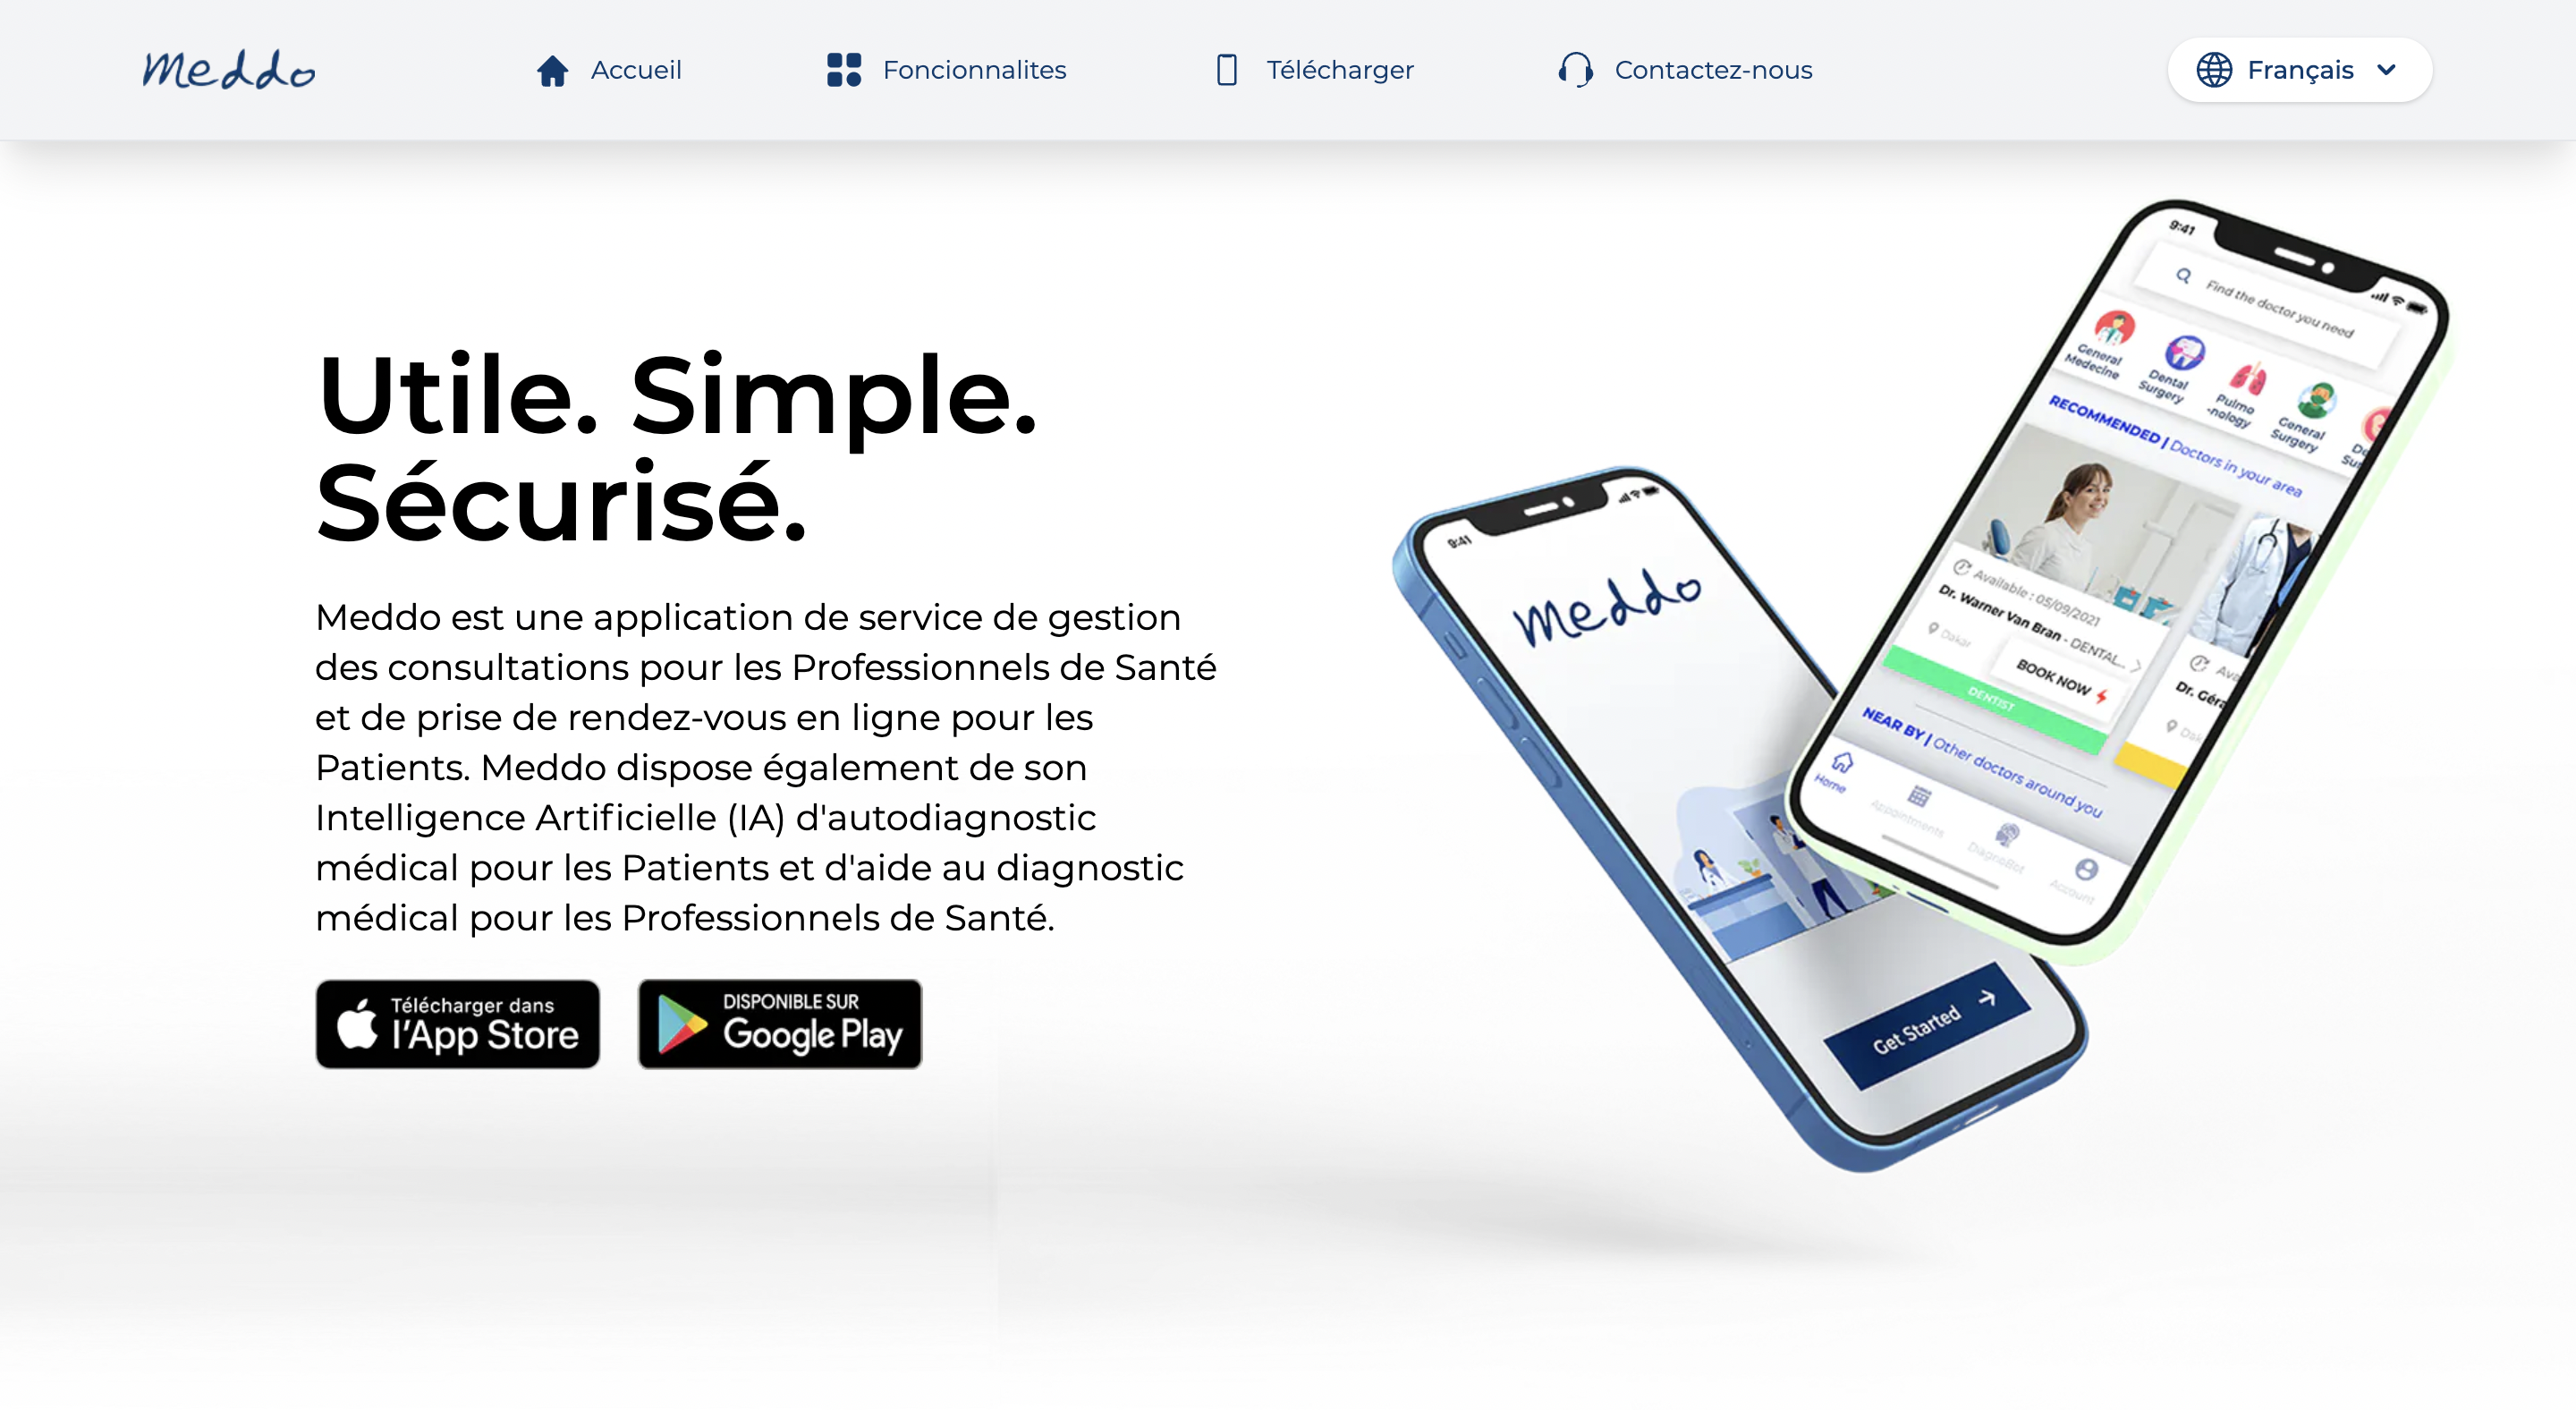 meddo
Accueil
Foncionnalites
Télécharger
Contactez-nous
Français
Utile. Simple.
Sécurisé.
Meddo est une application de service de gestion
des consultations pour les Professionnels de Santé
et de prise de rendez-vous en ligne pour les
Patients. Meddo dispose également de son
Intelligence Artificielle (IA) d'autodiagnostic
médical pour les Patients et d'aide au diagnostic
médical pour les Professionnels de Santé.
Télécharger dans
l'App Store
DISPONIBLE SUR
Google Play
9:41
meddo
Get Started
9:41
Find the doctor you need
General
Medecine
Dental
Surgery
Pulmo
-nology
General
Surgery
RECOMMENDED | Doctors in your area
Available : 05/09/2021
Dr. Warner Van Bran - DENTAL..
Dakar
BOOK NOW
DENTIST
Dr. Géra
NEAR BY | Other doctors around you
Home
Appointments
DiagnoBot
Account